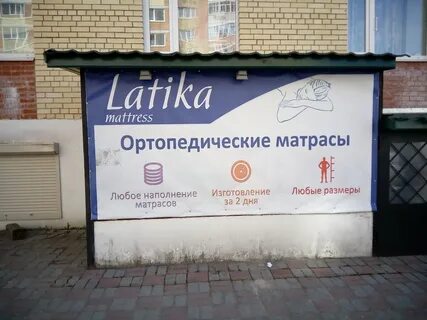 Latika
mattress
Ортопедические матрасы
Любое наполнение
матрасов
Изготовление
за 2 дня
Любые размеры